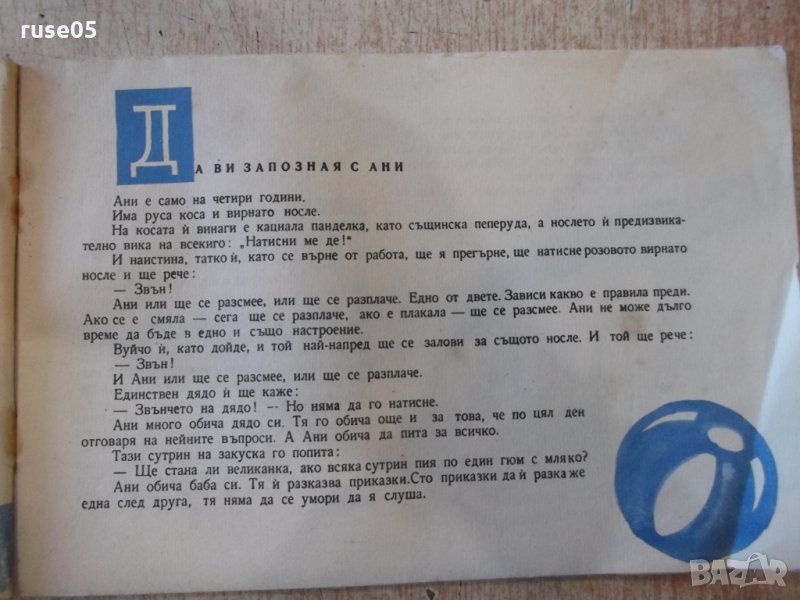 ruse05
ДА ВИ ЗАПОЗНАЯ С АНИ
Ани е само на четири години.
Има руса коса и вирнато носле.
На косата ѝ винаги е кацнала панделка, като същинска пеперуда, а нослето ѝ предизвика-
телно вика на всекиго: „Натисни ме де!“
И наистина, татко ѝ, като се върне от работа, ще я прегърне, ще натисне розовото вирнато
носле и ще рече:
— Звън!
Ани или ще се разсмее, или ще се разплаче. Едно от двете. Зависи какво е правила преди.
Ако се е смяла — сега ще се разплаче, ако е плакала — ще се разсмее. Ани не може дълго
време да бъде в едно и също настроение.
Вуйчо ѝ, като дойде, и той най-напред ще се залови за същото носле. И той ще рече:
— Звън!
И Ани или ще се разсмее, или ще се разплаче.
Единствен дядо ѝ ще каже:
— Звънчето на дядо! — Но няма да го натисне.
Ани много обича дядо си. Тя го обича още и за това, че по цял ден
отговаря на нейните въпроси. А Ани обича да пита за всичко.
Тази сутрин на закуска го попита:
— Ще стана ли великанка, ако всяка сутрин пия по един гюм с мляко?
Ани обича баба си. Тя ѝ разказва приказки. Сто приказки да ѝ разкаже
една след друга, тя няма да се умори да я слуша.
BAZAR